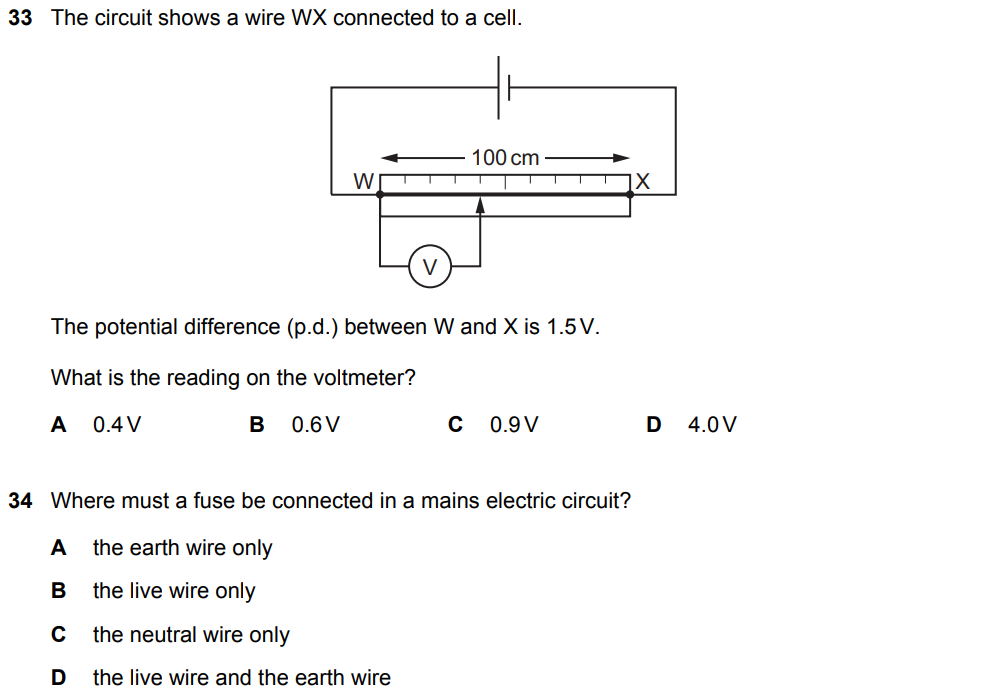 33 The circuit shows a wire WX connected to a cell.
100 cm
W X
V
The potential difference (p.d.) between W and X is 1.5 V.
What is the reading on the voltmeter?
A 0.4 V B 0.6 V C 0.9 V D 4.0 V
34 Where must a fuse be connected in a mains electric circuit?
A the earth wire only
B the live wire only
C the neutral wire only
D the live wire and the earth wire